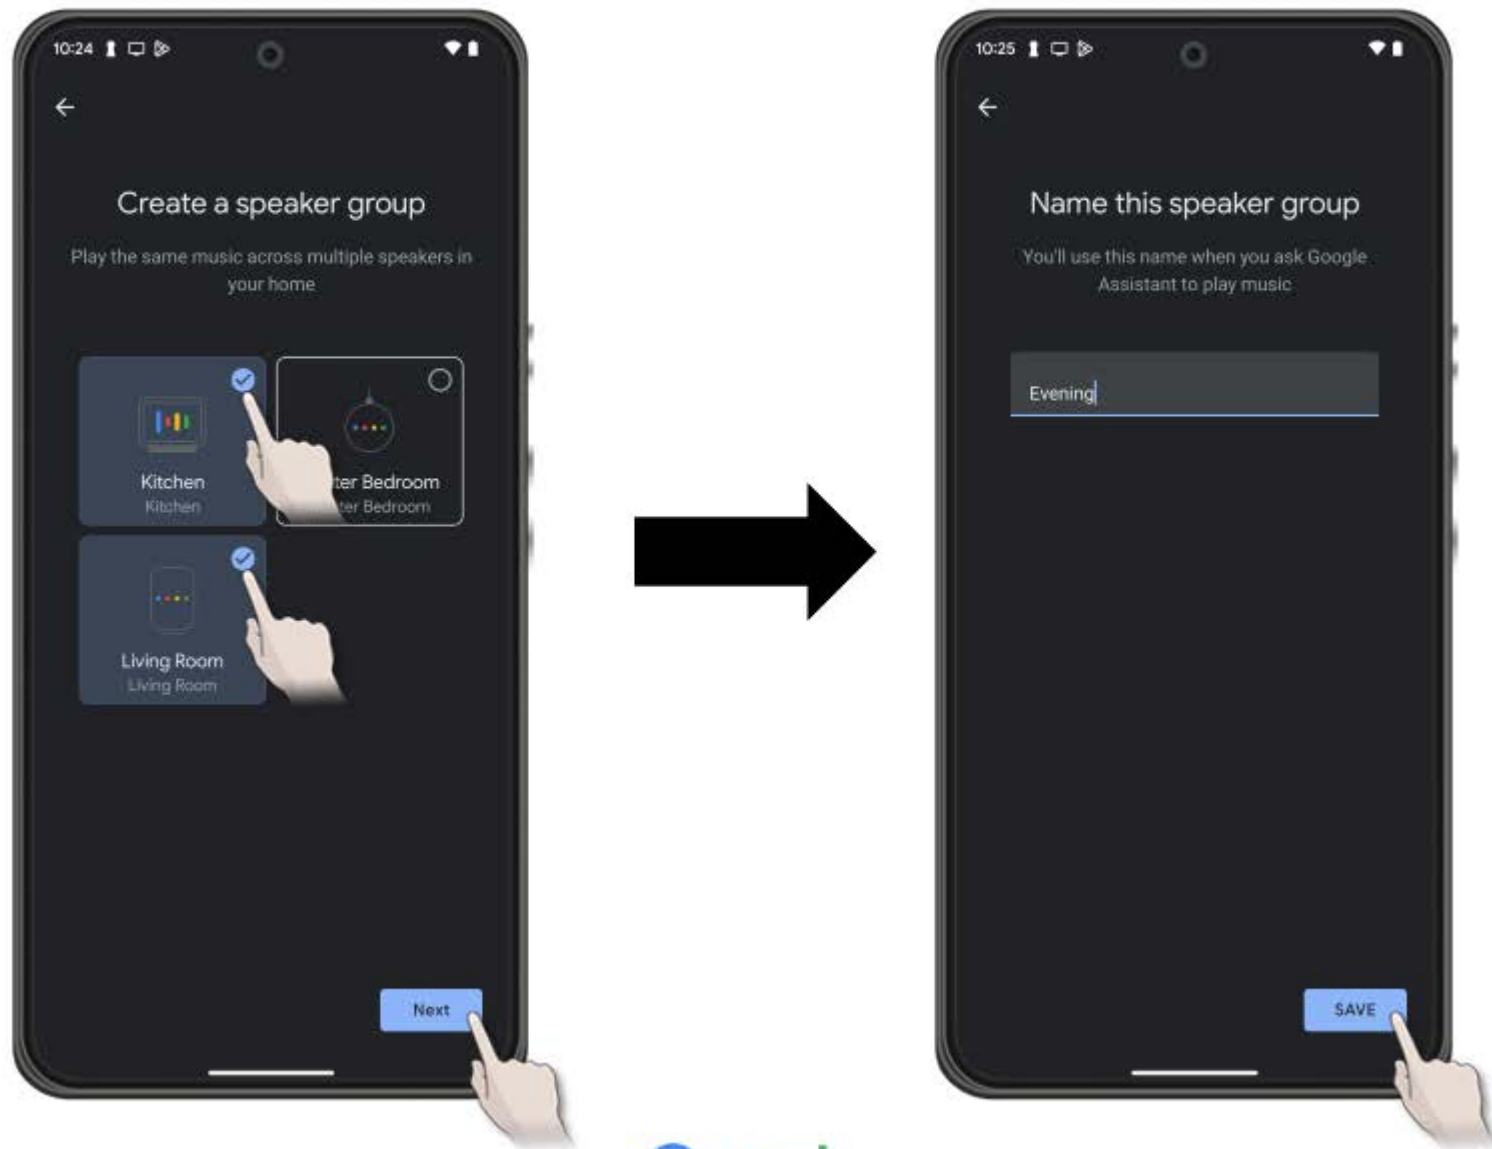 10:24
Create a speaker group
Play the same music across multiple speakers in
your home
Kitchen
Kitchen
Bedroom
Bedroom
Living Room
Living Room
Next
10:25
Name this speaker group
You'll use this name when you ask Google
Assistant to play music
Evening
SAVE